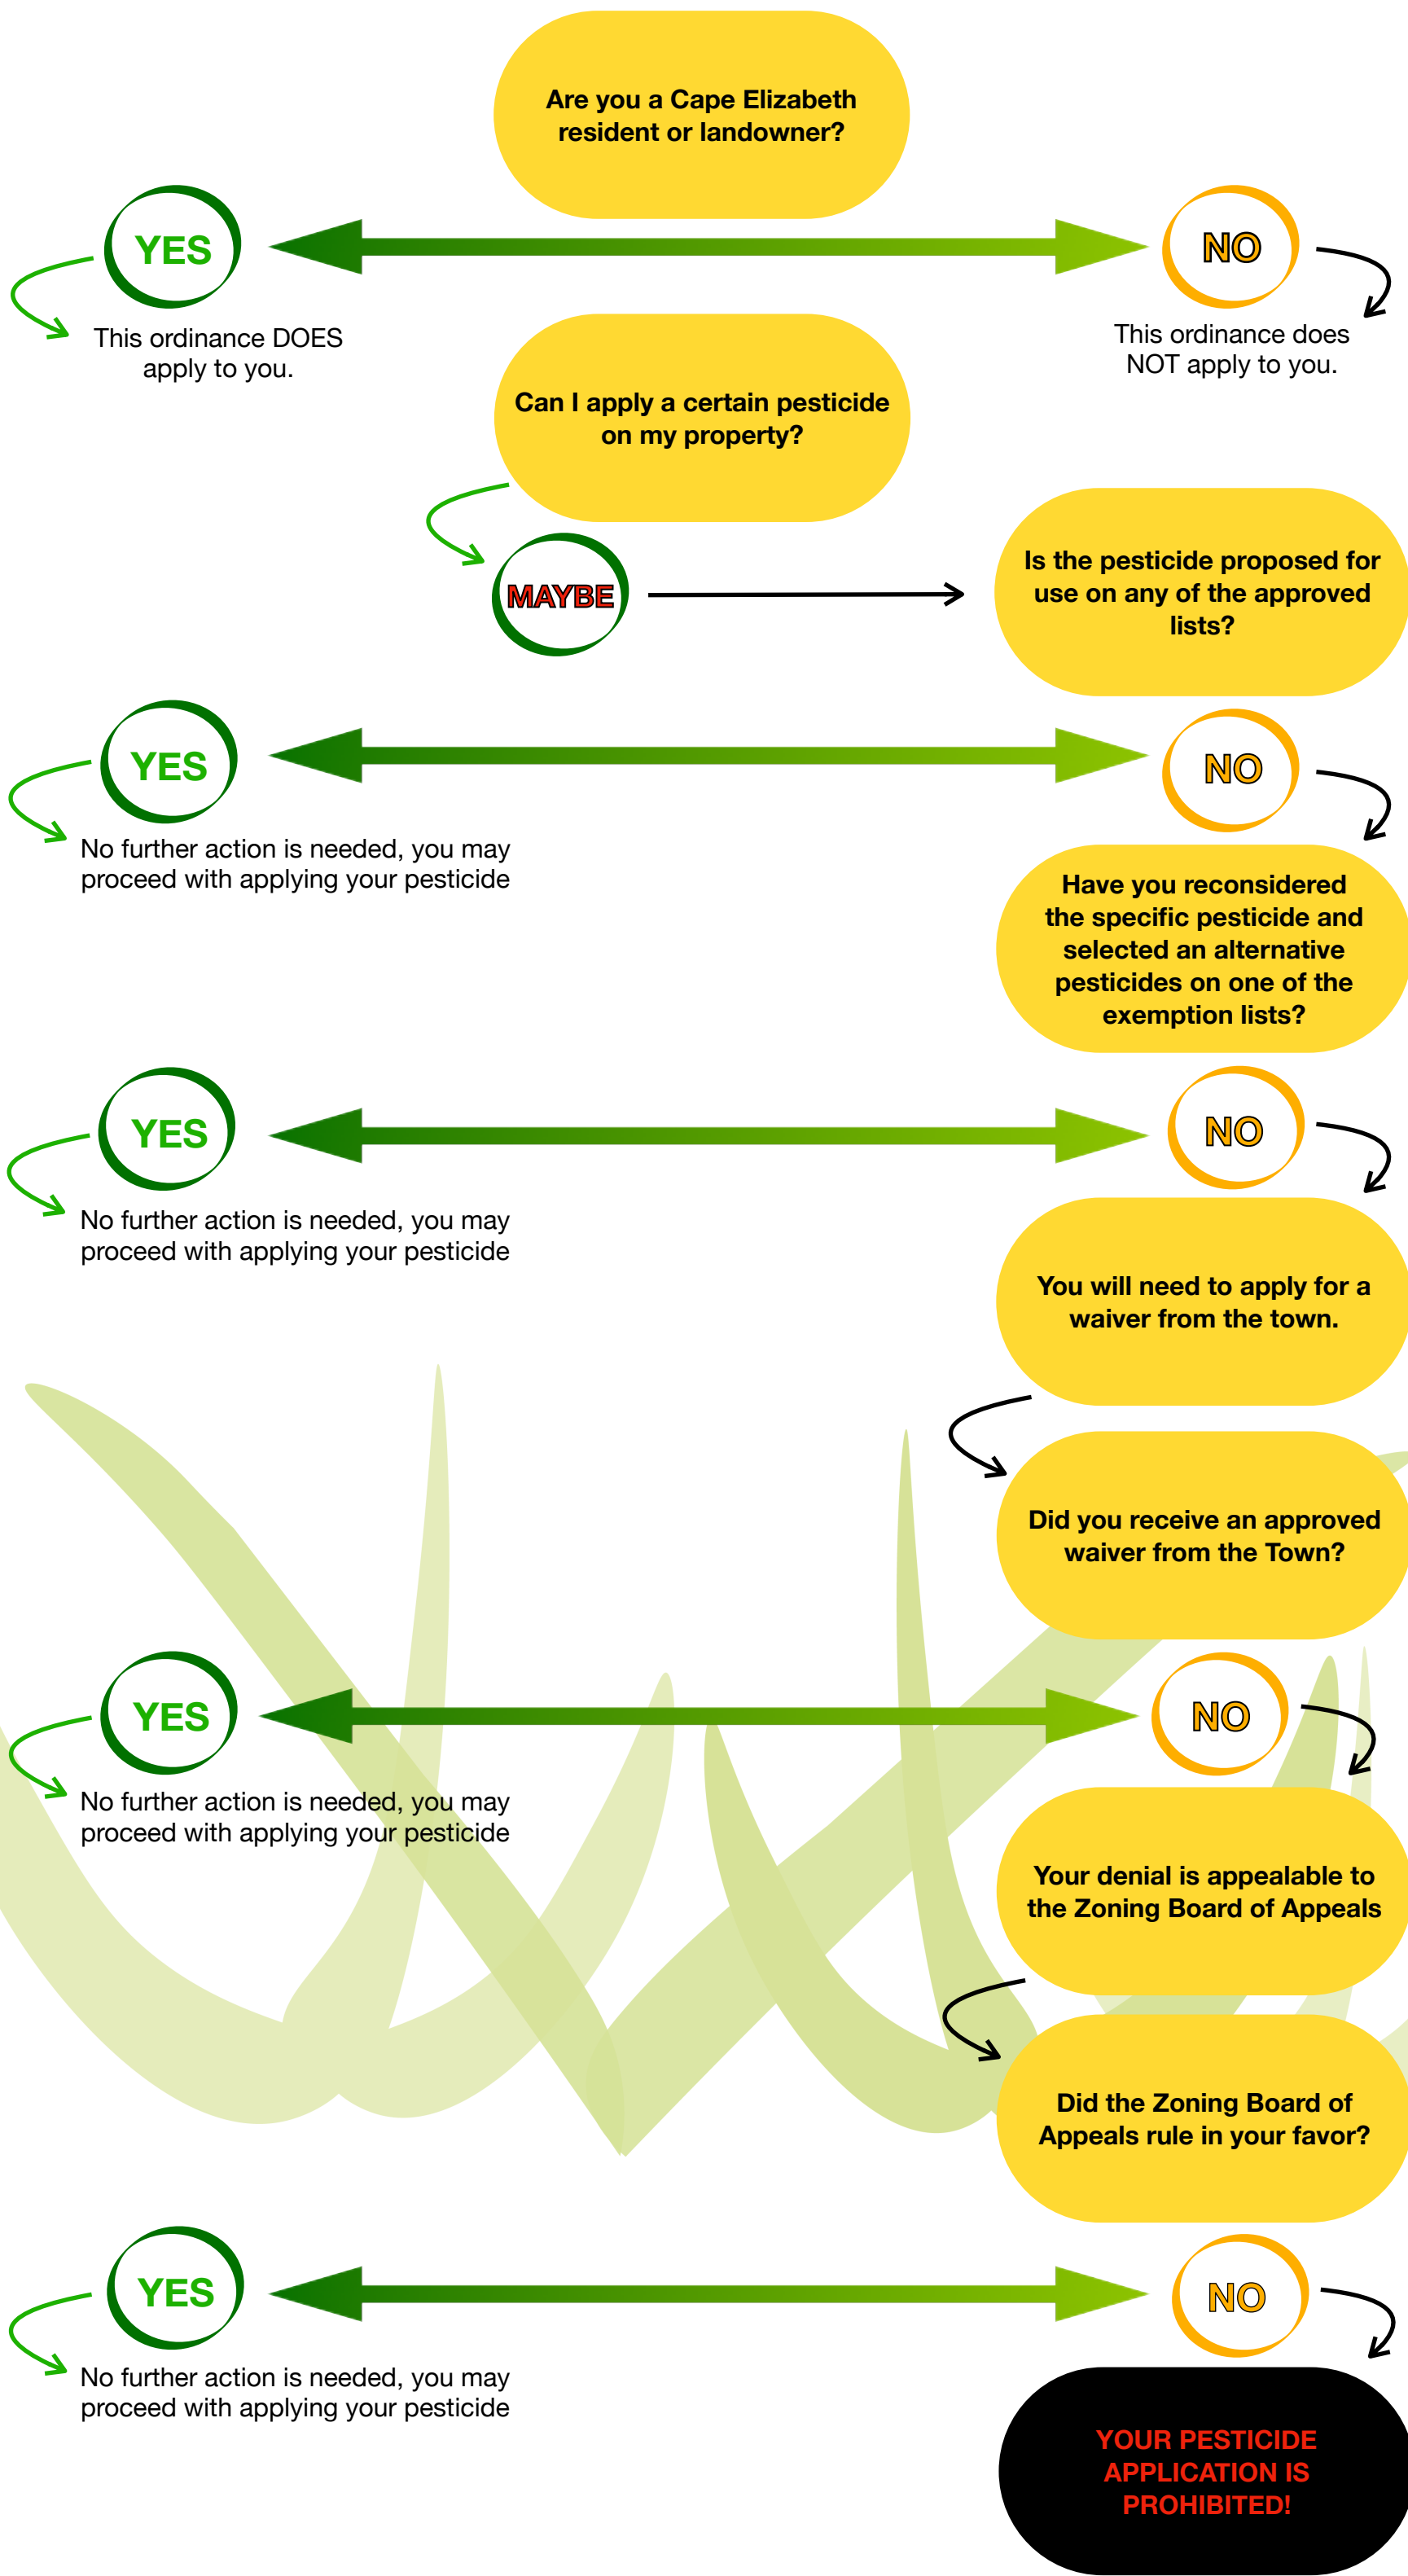 Are you a Cape Elizabeth
resident or landowner?
YES
NO
This ordinance DOES
apply to you.
This ordinance does
NOT apply to you.
Can I apply a certain pesticide
on my property?
MAYBE
Is the pesticide proposed for
use on any of the approved
lists?
YES
NO
No further action is needed, you may
proceed with applying your pesticide
Have you reconsidered
the specific pesticide and
selected an alternative
pesticides on one of the
exemption lists?
YES
NO
No further action is needed, you may
proceed with applying your pesticide
You will need to apply for a
waiver from the town.
Did you receive an approved
waiver from the Town?
YES
NO
No further action is needed, you may
proceed with applying your pesticide
Your denial is appealable to
the Zoning Board of Appeals
Did the Zoning Board of
Appeals rule in your favor?
YES
NO
No further action is needed, you may
proceed with applying your pesticide
YOUR PESTICIDE
APPLICATION IS
PROHIBITED!